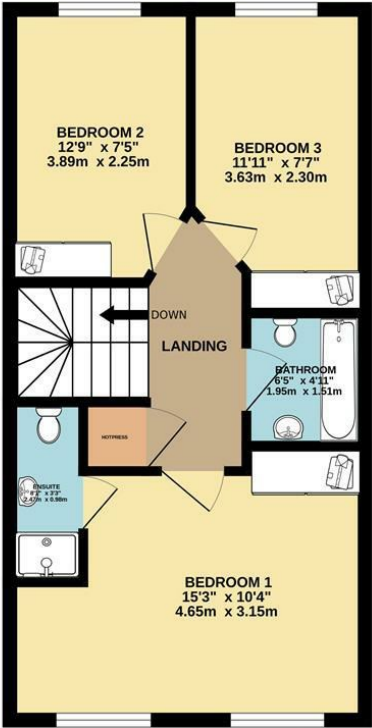 BEDROOM 2
12'9" x 7'5"
3.89m x 2.25m
BEDROOM 3
11'11" x 7'7"
3.63m x 2.30m
DOWN
LANDING
BATHROOM
6'5" x 4'11"
1.95m x 1.51m
HOTPRESS
ENSUITE
x 3'3"
BEDROOM 1
15'3" x 10'4"
4.65m x 3.15m